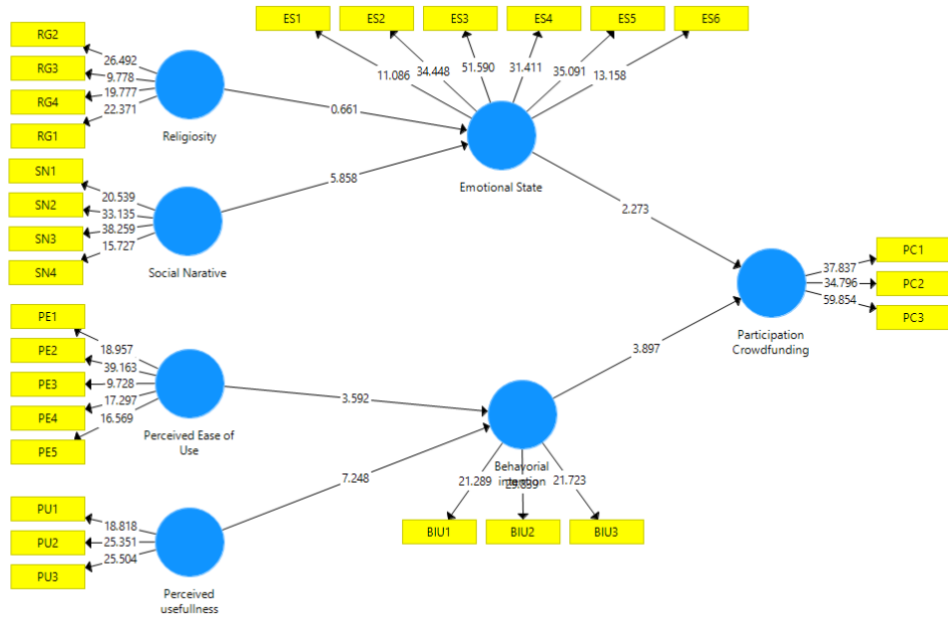 ES1 ES2 ES3 ES4 ES5 ES6
11.086 34.448 51.590 31.411 35.091 13.158
RG2
RG3
RG4
RG1
26.492
9.778
19.777
22.371
Religiosity
0.661
Emotional State
SN1
SN2
SN3
SN4
20.539
33.135
38.259
15.727
Social Narative
5.858
2.273
PC1
PC2
PC3
37.837
34.796
59.854
Participation
Crowdfunding
PE1
PE2
PE3
PE4
PE5
18.957
39.163
9.728
17.297
16.569
Perceived Ease of
Use
3.592
3.897
Behavorial
intention
21.289 21.723
BIU1 BIU2 BIU3
7.248
PU1
PU2
PU3
18.818
25.351
25.504
Perceived
usefullness